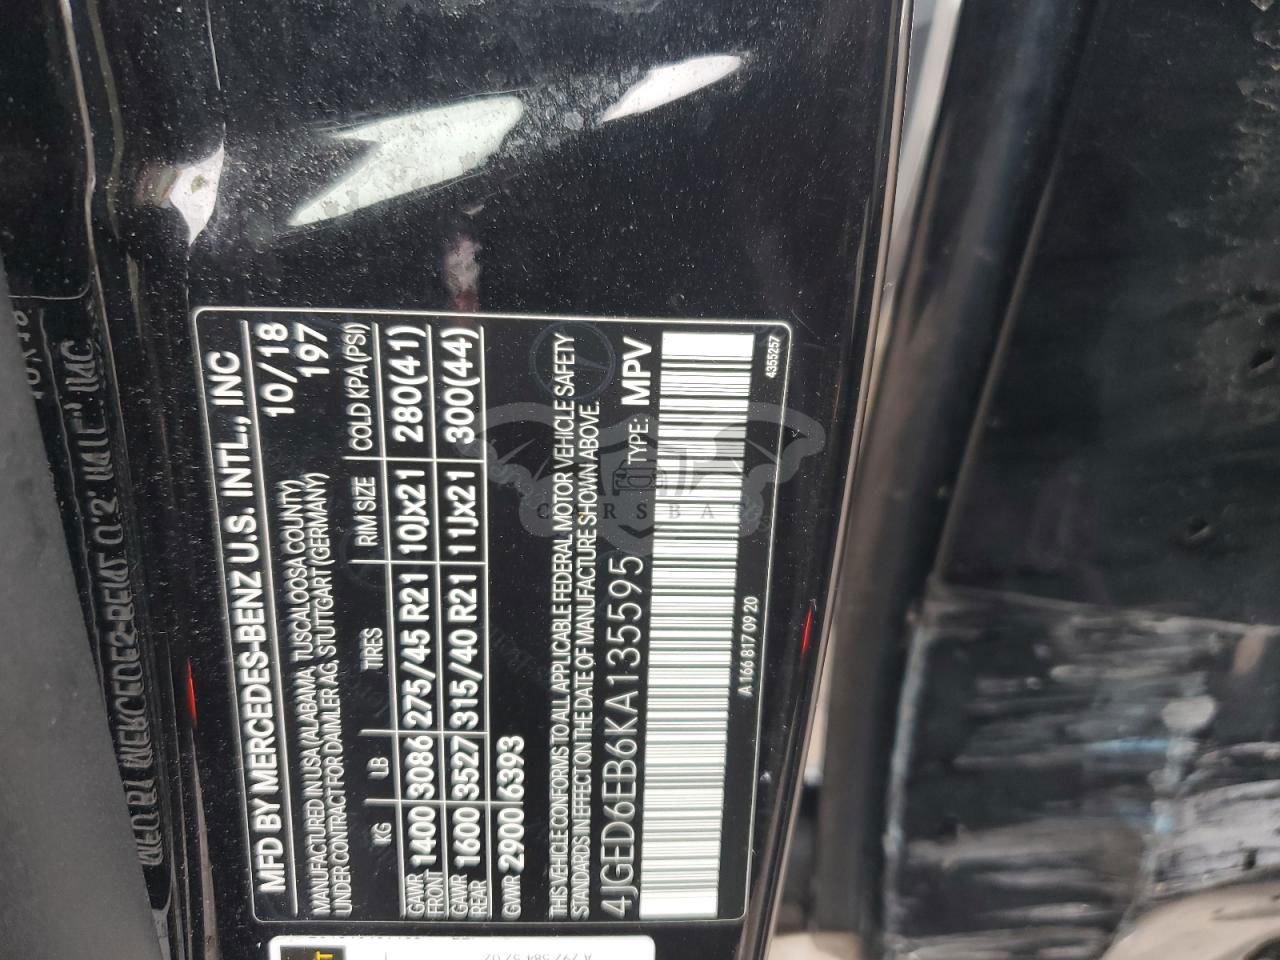 MFD BY MERCEDES-BENZ U.S. INTL., INC
10/18
MANUFACTURED IN USA (ALABAMA, TUSCALOOSA COUNTY) 197
UNDER CONTRACT FOR DAIMLER AG, STUTTGART (GERMANY)
KG LB TIRES RIM SIZE COLD KPA(PSI)
GAWR FRONT 1400 3086 275/45 R21 10Jx21 280(41)
GAWR REAR 1600 3527 315/40 R21 11Jx21 300(44)
GVWR 2900 6393
THIS VEHICLE CONFORMS TO ALL APPLICABLE FEDERAL MOTOR VEHICLE SAFETY
STANDARDS IN EFFECT ON THE DATE OF MANUFACTURE SHOWN ABOVE.
4JGED6EB6KA135595 TYPE: MPV
A 166 817 09 20 4355257
CARSBAT